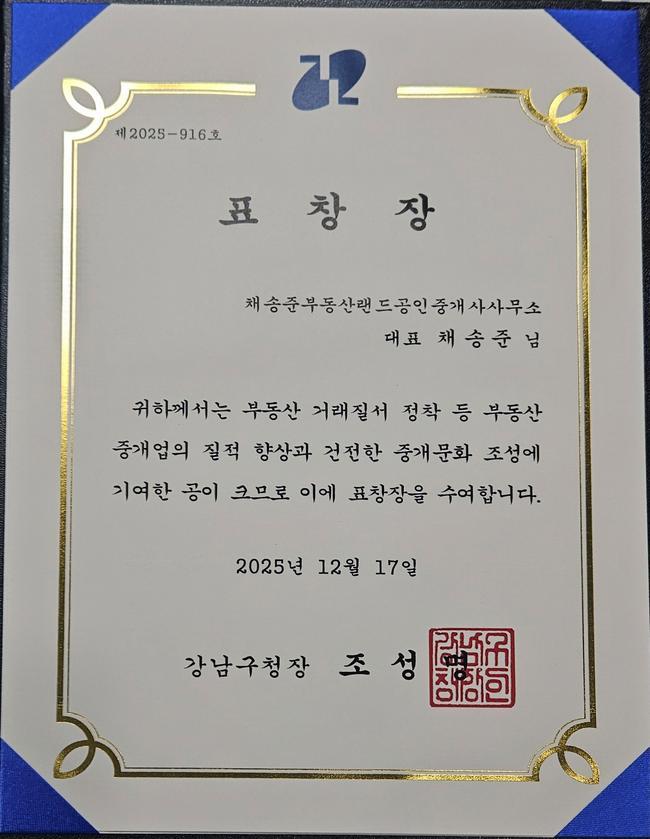 제2025-916호
표 창 장
채송준부동산랜드공인중개사사무소
대표 채송준 님
귀하께서는 부동산 거래질서 정착 등 부동산
중개업의 질적 향상과 건전한 중개문화 조성에
기여한 공이 크므로 이에 표창장을 수여합니다.
2025년 12월 17일
강남구청장 조성명